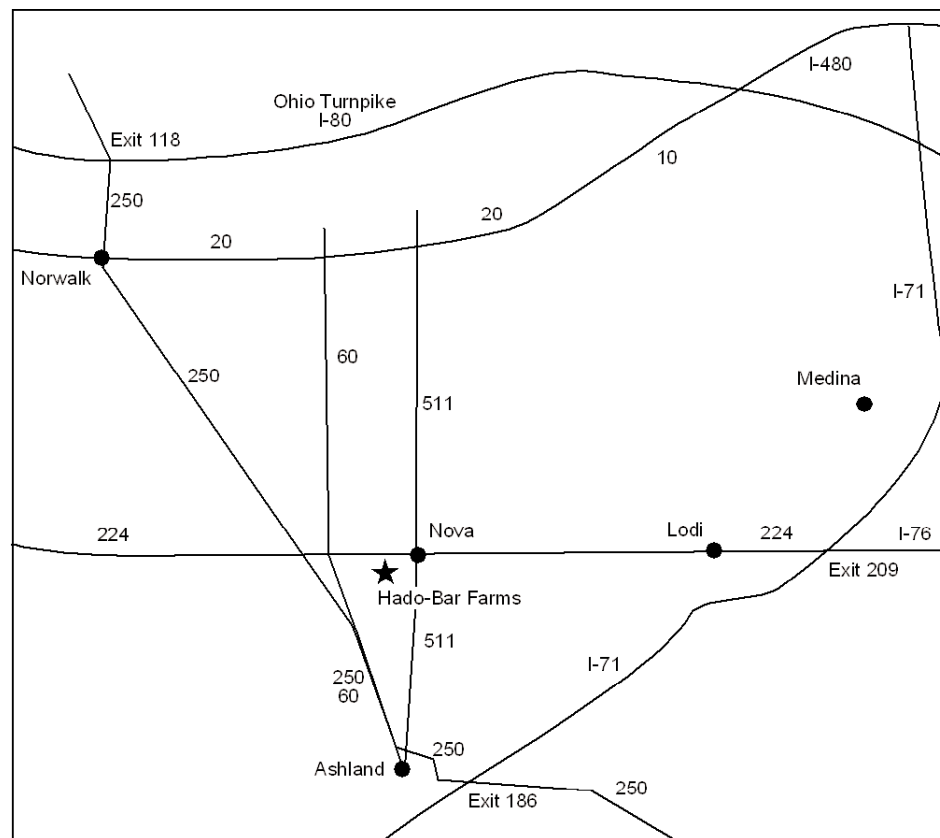 I-480
Ohio Turnpike
I-80
Exit 118
10
250
20
20
Norwalk
I-71
60
250
Medina
511
224
Nova
Lodi
224
I-76
Exit 209
Hado-Bar Farms
511
I-71
250
60
250
Ashland
250
Exit 186